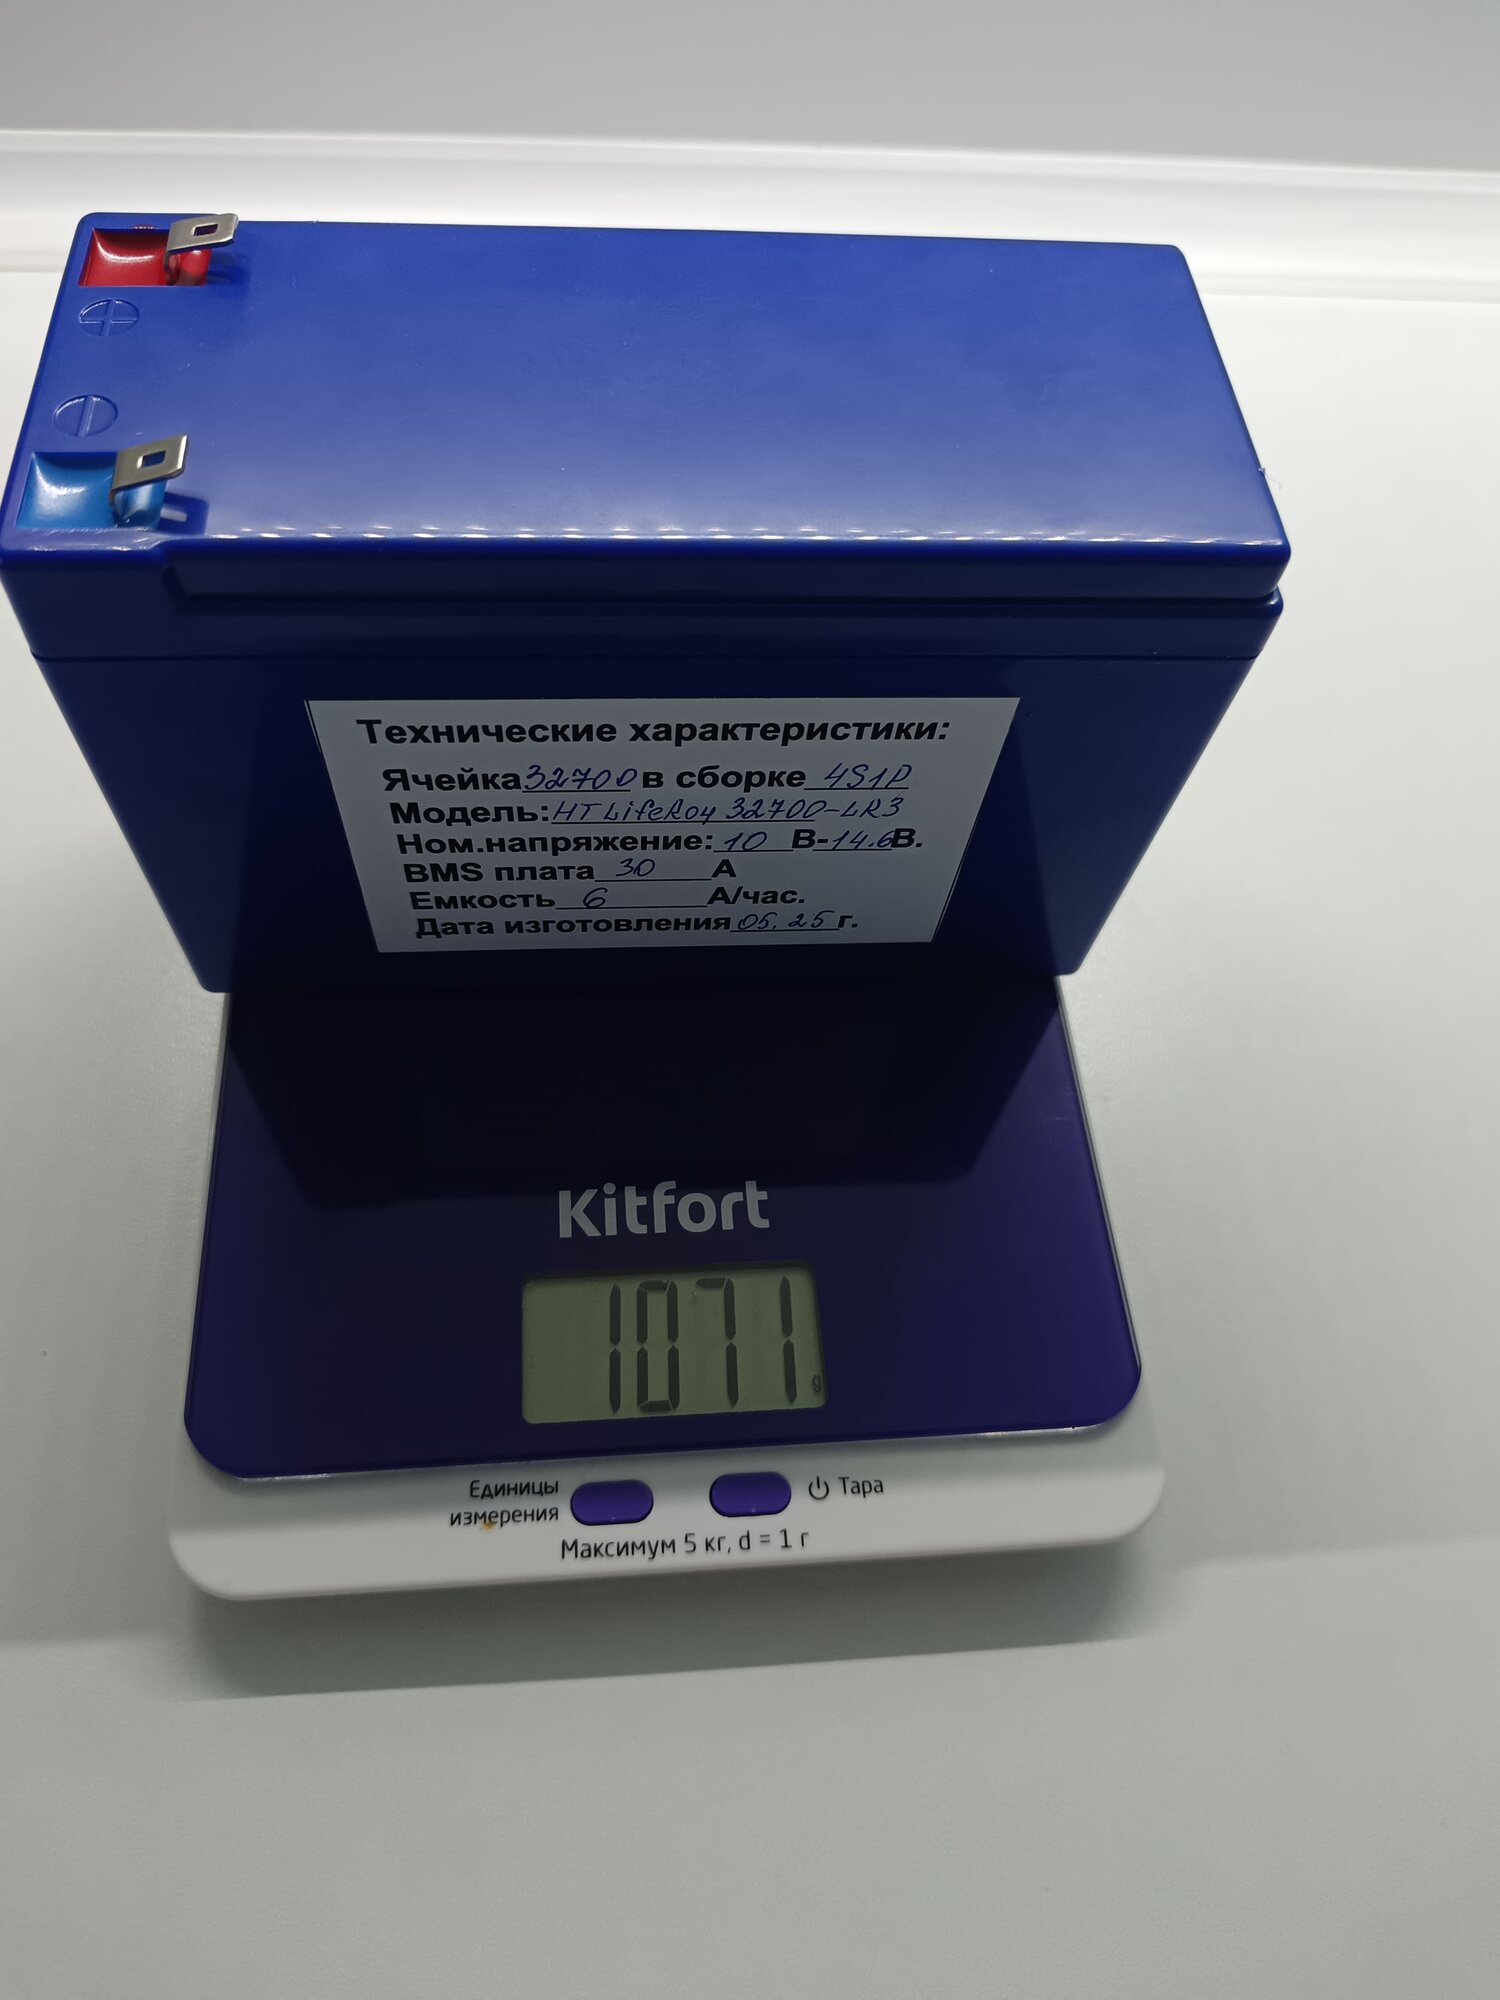 Технические характеристики:
Ячейка 32700 в сборке 4S1P
Модель: HT LifePo4 32700-LR3
Ном.напряжение: 10 В-14.6В.
BMS плата 30 А
Емкость 6 А/час.
Дата изготовления 05.25 г.
Kitfort
1071 g
Единицы
измерения
Тара
Максимум 5 кг, d = 1 г